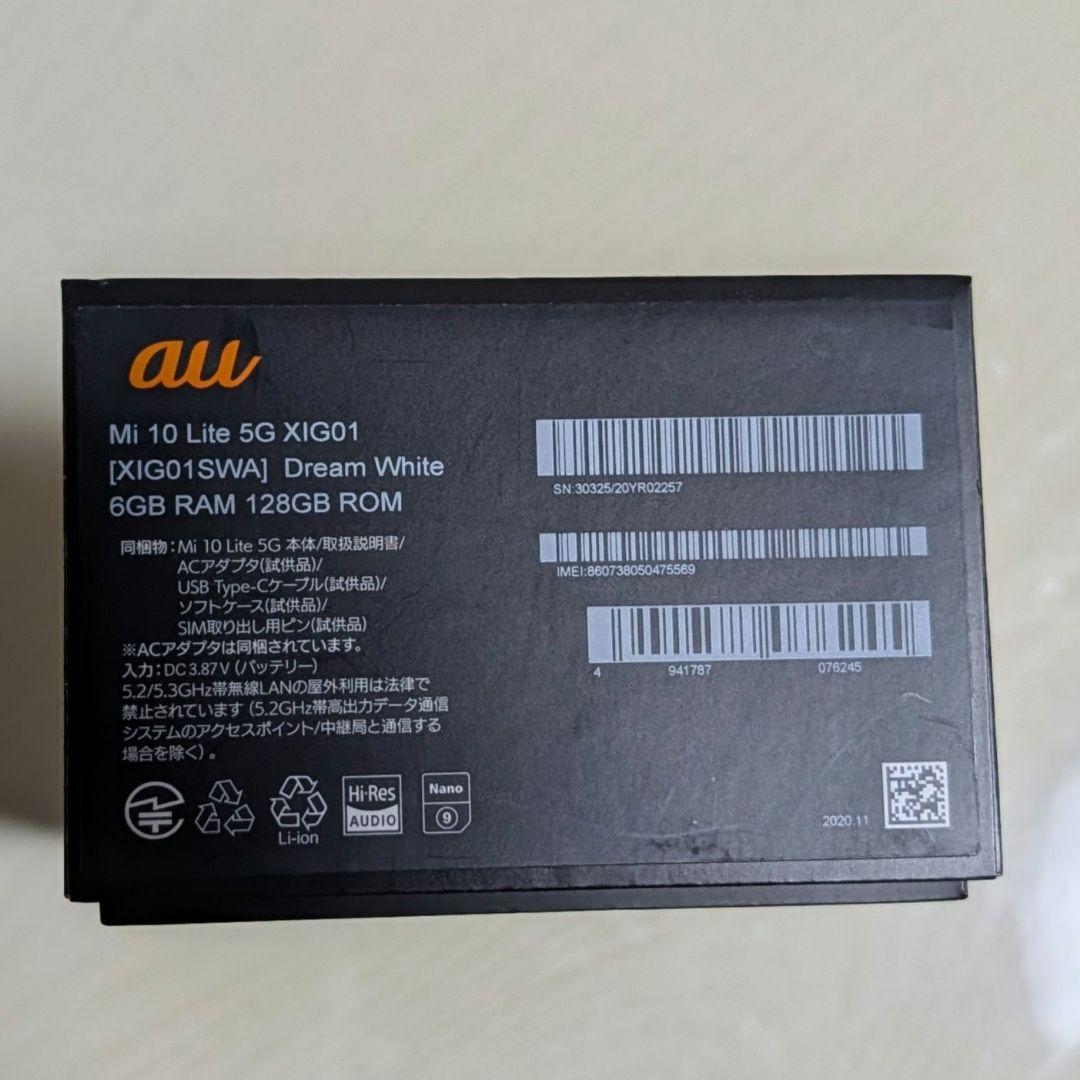 au
Mi 10 Lite 5G XIG01
[XIG01SWA] Dream White
6GB RAM 128GB ROM
同梱物：Mi 10 Lite 5G 本体/取扱説明書/
ACアダプタ(試供品)/
USB Type-Cケーブル(試供品)/
ソフトケース(試供品)/
SIM取り出し用ピン(試供品)
※ACアダプタは同梱されています。
入力：DC3.87V（バッテリー）
5.2/5.3GHz帯無線LANの屋外利用は法律で
禁止されています（5.2GHz帯高出力データ通信
システムのアクセスポイント/中継局と通信する
場合を除く）。
Li-ion
Hi-Res
AUDIO
Nano
9
SN:30325/20YR02257
IMEI:860738050475569
4 941787 076245
2020.11